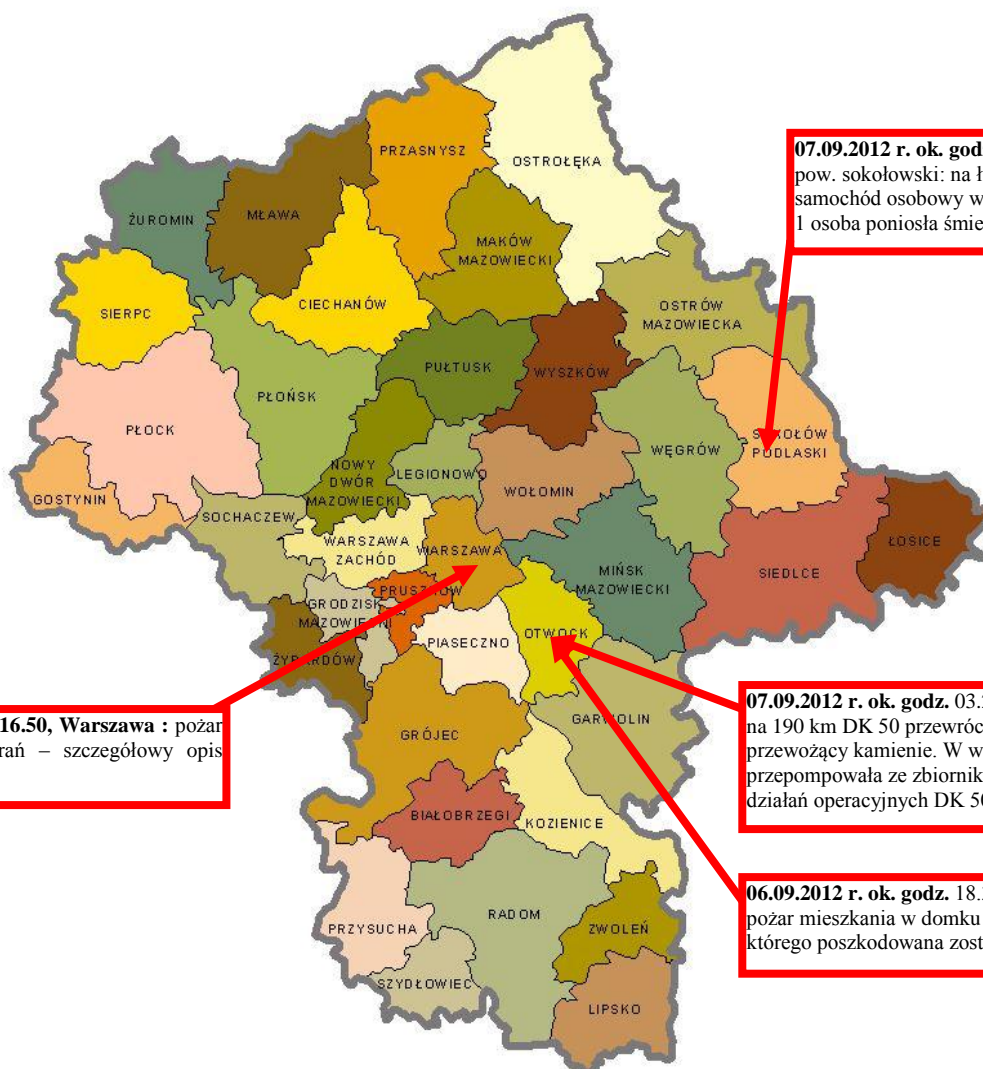 PRZASNYSZ
OSTROŁĘKA
07.09.2012 r. ok. godz
pow. sokołowski: na ł
samochód osobowy w
1 osoba poniosła śmie
ŻUROMIN
MŁAWA
MAKÓW
MAZOWIECKI
CIECHANÓW
SIERPC
OSTRÓW
MAZOWIECKA
PUŁTUSK
WYSZKÓW
PŁOŃSK
PŁOCK
SOKOŁÓW
PODLASKI
WĘGRÓW
NOWY
DWÓR
MAZOWIECKI
LEGIONOWO
WOŁOMIN
GOSTYNIN
SOCHACZEW
WARSZAWA
ZACHÓD
WARSZAWA
MIŃSK
MAZOWIECKI
SIEDLCE
ŁOSICE
PRUSZKÓW
GRODZISK
MAZOWIECKI
PIASECZNO
OTWOCK
ŻYRARDÓW
16.50, Warszawa : pożar
rań – szczegółowy opis
GRÓJEC
GARWOLIN
07.09.2012 r. ok. godz. 03.
na 190 km DK 50 przewróc
przewożący kamienie. W w
przepompowała ze zbiornik
działań operacyjnych DK 50
BIAŁOBRZEGI
KOZIENICE
06.09.2012 r. ok. godz. 18.
pożar mieszkania w domku
którego poszkodowana zost
RADOM
PRZYSUCHA
ZWOLEŃ
SZYDŁOWIEC
LIPSKO